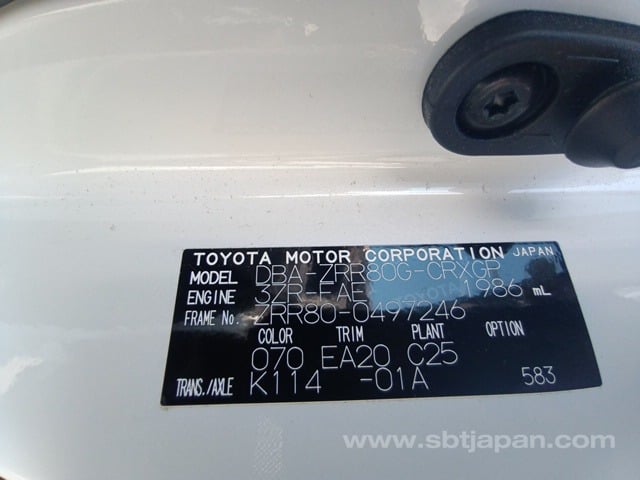 TOYOTA MOTOR CORPORATION JAPAN
MODEL DBA-ZRR80G-CRXGP
ENGINE 3ZR-FAE 1986 mL
FRAME No. ZRR80-0497246
COLOR TRIM PLANT OPTION
070 EA20 C25
TRANS./AXLE K114 -01A 583
www.sbtjapan.com